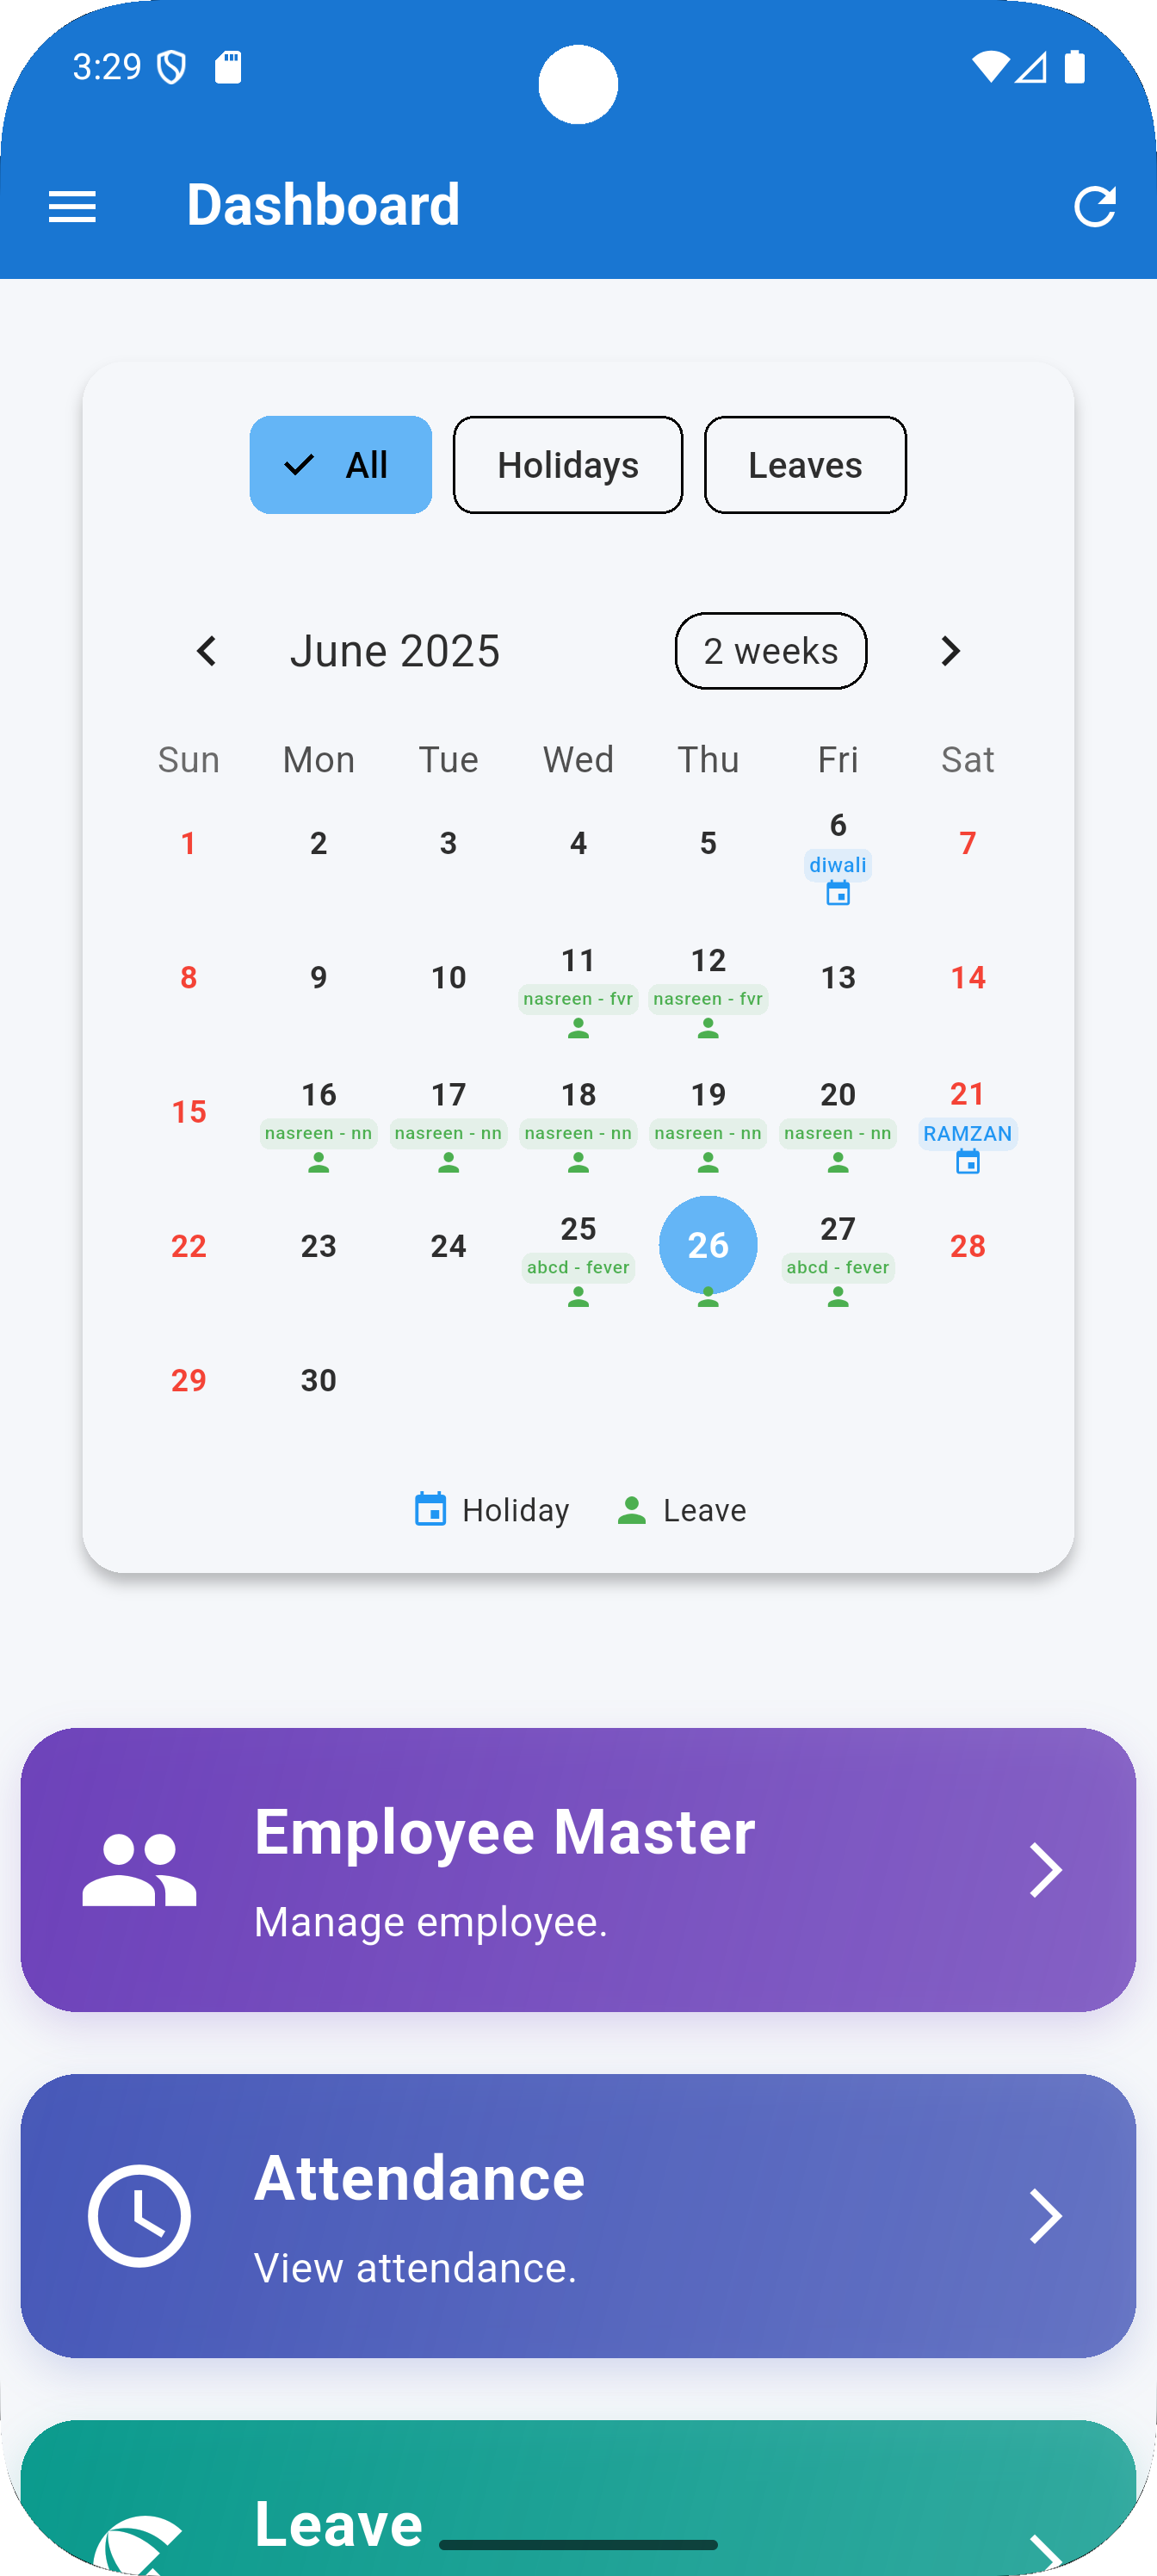 3:29
Dashboard
All Holidays Leaves
June 2025 2 weeks
Sun Mon Tue Wed Thu Fri Sat
1 2 3 4 5 6 7
diwali
8 9 10 11 12 13 14
nasreen - fvr nasreen - fvr
15 16 17 18 19 20 21
nasreen - nn nasreen - nn nasreen - nn nasreen - nn nasreen - nn RAMZAN
22 23 24 25 26 27 28
abcd - fever abcd - fever
29 30
Holiday Leave
Employee Master
Manage employee.
Attendance
View attendance.
Leave